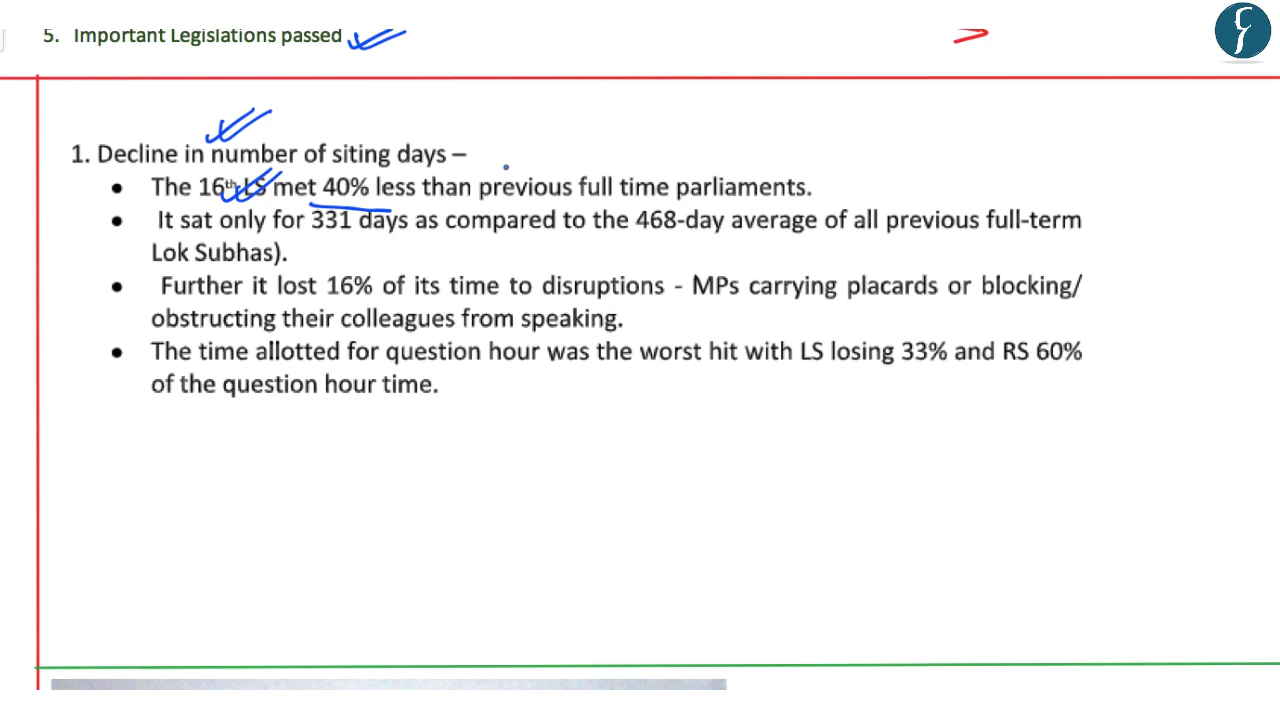 5. Important Legislations passed
1. Decline in number of siting days –
• The 16th LS met 40% less than previous full time parliaments.
• It sat only for 331 days as compared to the 468-day average of all previous full-term
Lok Subhas).
• Further it lost 16% of its time to disruptions - MPs carrying placards or blocking/
obstructing their colleagues from speaking.
• The time allotted for question hour was the worst hit with LS losing 33% and RS 60%
of the question hour time.